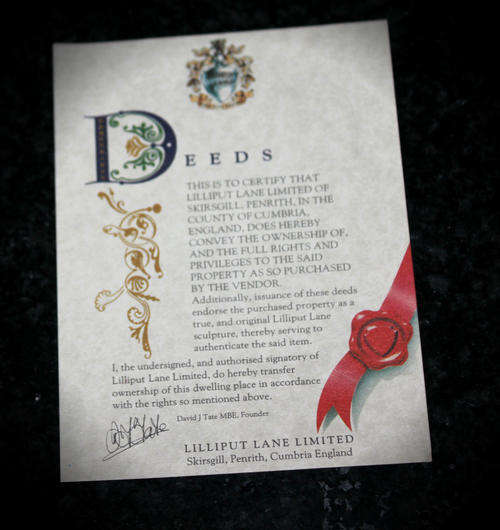 DEEDS
THIS IS TO CERTIFY THAT
LILLIPUT LANE LIMITED OF
SKIRSGILL, PENRITH, IN THE
COUNTY OF CUMBRIA,
ENGLAND, DOES HEREBY
CONVEY THE OWNERSHIP OF,
AND THE FULL RIGHTS AND
PRIVILEGES TO THE SAID
PROPERTY AS SO PURCHASED
BY THE VENDOR.
Additionally, issuance of these deeds
endorse the purchased property as a
true, and original Lilliput Lane
sculpture, thereby serving to
authenticate the said item.
I, the undersigned, and authorised signatory of
Lilliput Lane Limited, do hereby transfer
ownership of this dwelling place in accordance
with the rights so mentioned above.
David J Tate MBE, Founder
LILLIPUT LANE LIMITED
Skirsgill, Penrith, Cumbria England